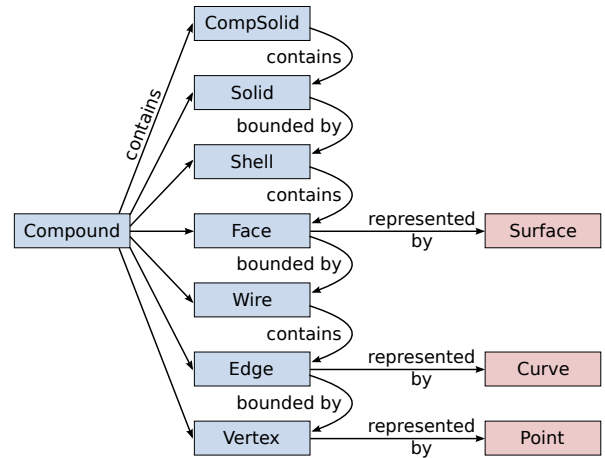 CompSolid
contains
contains
Solid
bounded by
Shell
contains
Compound
Face
represented
by
Surface
bounded by
Wire
contains
Edge
represented
by
Curve
bounded by
Vertex
represented
by
Point